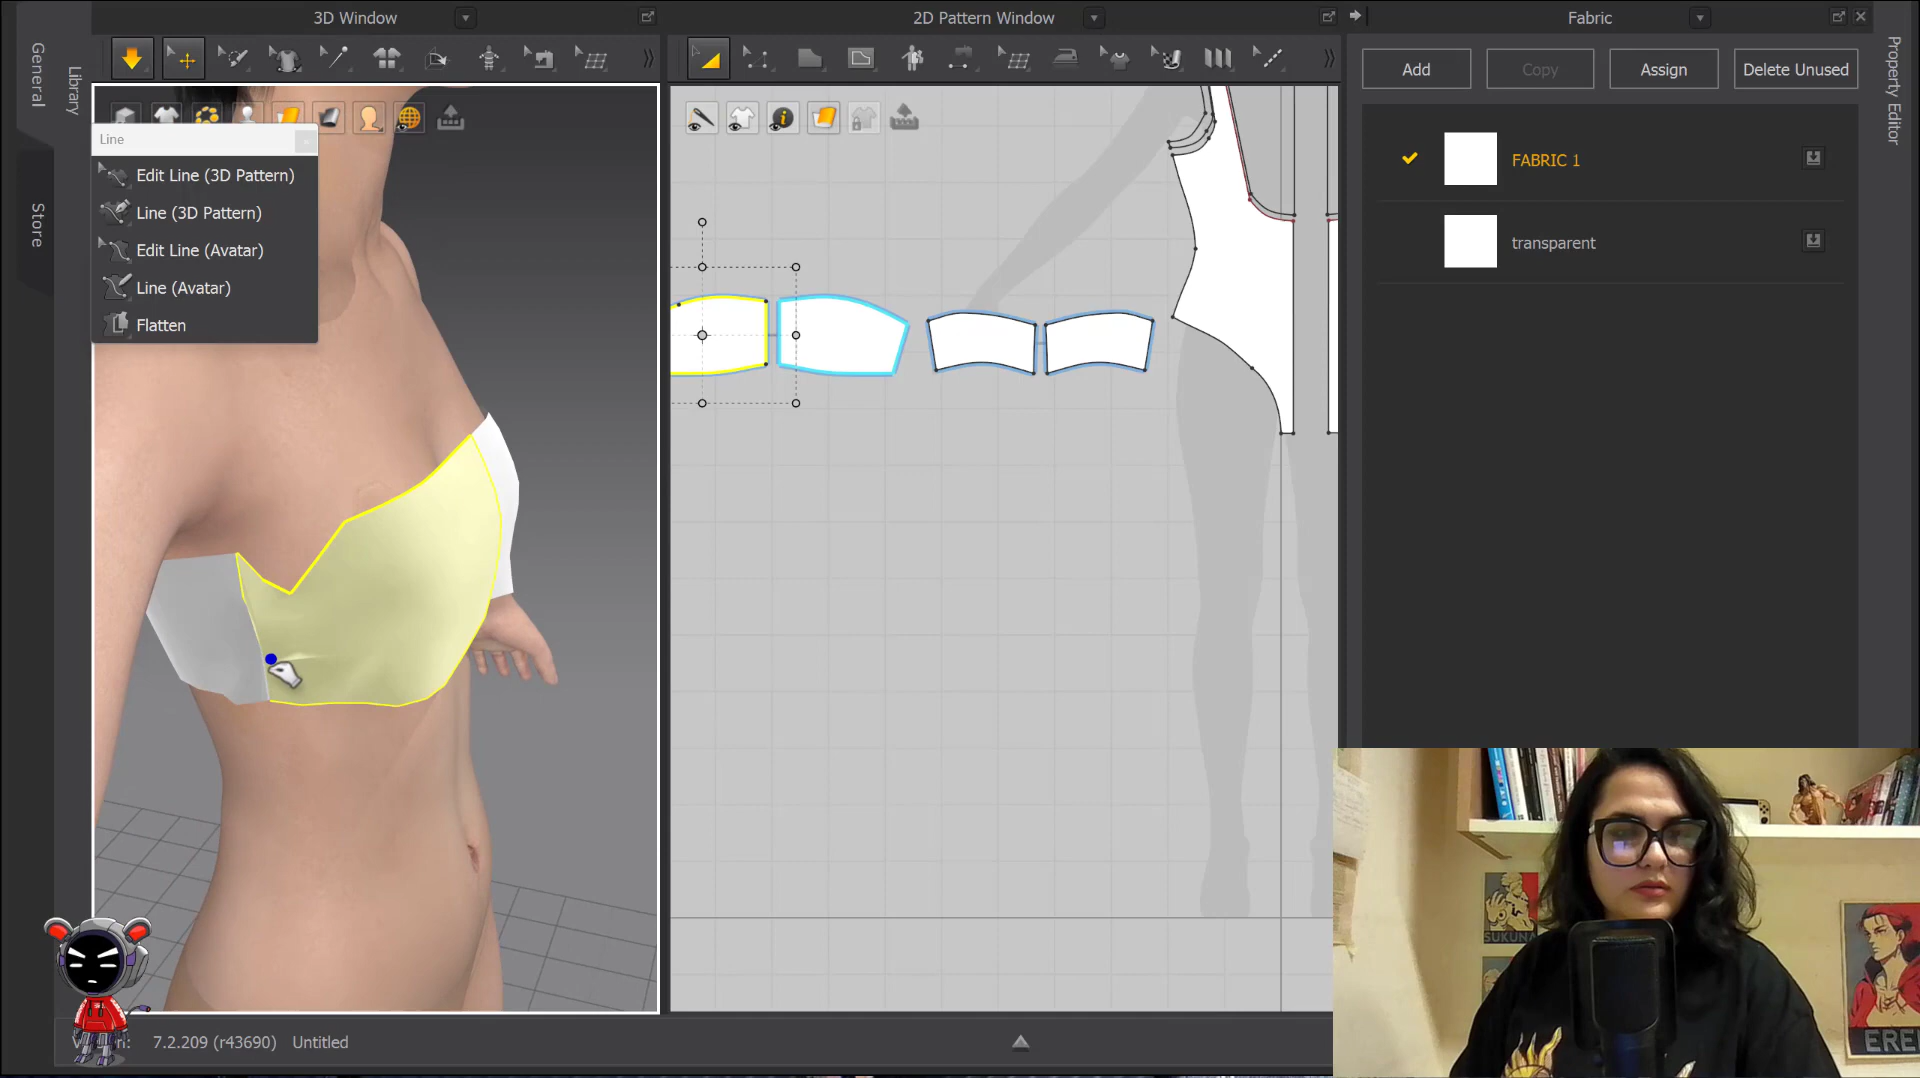 3D Window
2D Pattern Window
Fabric
General
Library
Store
Property Editor
Add
Copy
Assign
Delete Unused
Line
Edit Line (3D Pattern)
Line (3D Pattern)
Edit Line (Avatar)
Line (Avatar)
Flatten
FABRIC 1
transparent
7.2.209 (r43690)
Untitled
SUKUNA
EREN